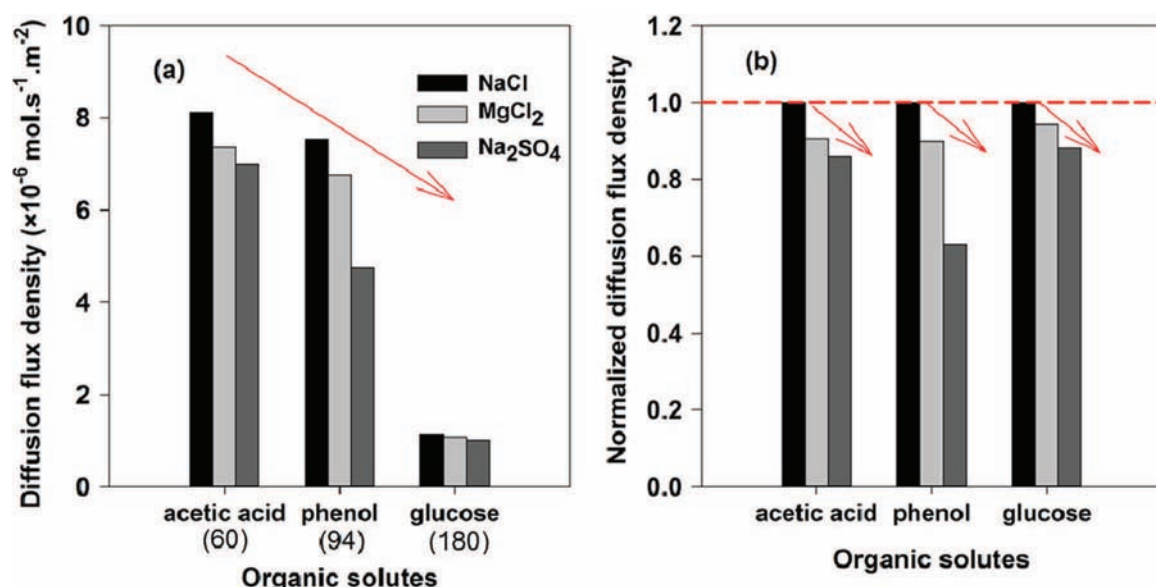 Diffusion flux density (×10⁻⁶ mol.s⁻¹.m⁻²)
10
8
6
4
2
0
(a)
NaCl
MgCl₂
Na₂SO₄
acetic acid phenol glucose
(60) (94) (180)
Organic solutes
Normalized diffusion flux density
1.2
1.0
0.8
0.6
0.4
0.2
0.0
(b)
acetic acid phenol glucose
Organic solutes